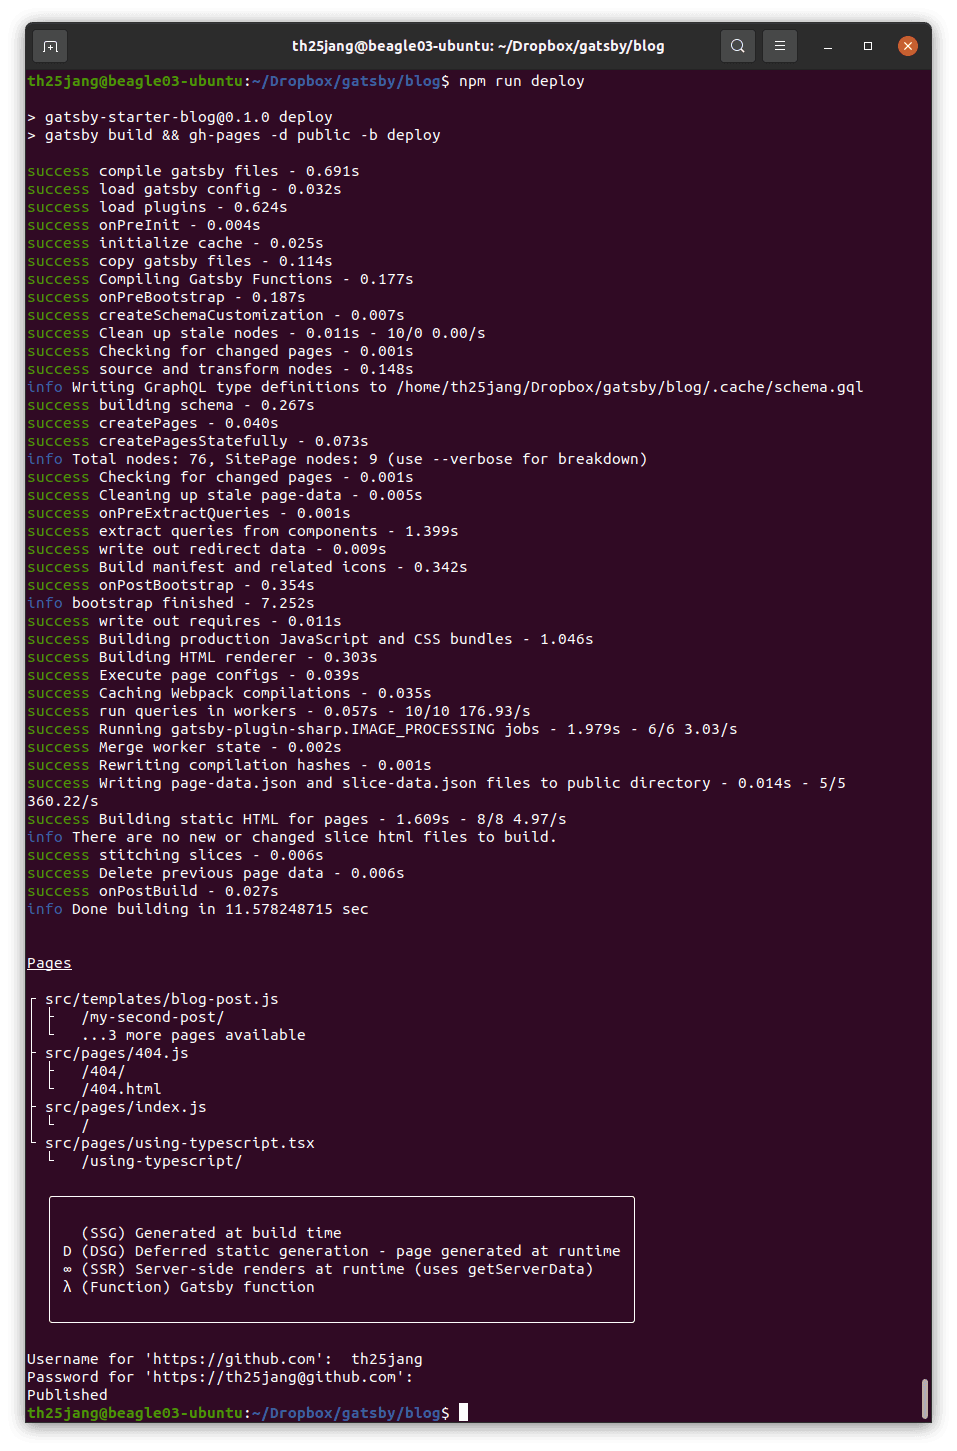 th25jang@beagle03-ubuntu: ~/Dropbox/gatsby/blog
th25jang@beagle03-ubuntu:~/Dropbox/gatsby/blog$ npm run deploy
> gatsby-starter-blog@0.1.0 deploy
> gatsby build && gh-pages -d public -b deploy
success compile gatsby files - 0.691s
success load gatsby config - 0.032s
success load plugins - 0.624s
success onPreInit - 0.004s
success initialize cache - 0.025s
success copy gatsby files - 0.114s
success Compiling Gatsby Functions - 0.177s
success onPreBootstrap - 0.187s
success createSchemaCustomization - 0.007s
success Clean up stale nodes - 0.011s - 10/0 0.00/s
success Checking for changed pages - 0.001s
success source and transform nodes - 0.148s
info Writing GraphQL type definitions to /home/th25jang/Dropbox/gatsby/blog/.cache/schema.gql
success building schema - 0.267s
success createPages - 0.040s
success createPagesStatefully - 0.073s
info Total nodes: 76, SitePage nodes: 9 (use --verbose for breakdown)
success Checking for changed pages - 0.001s
success Cleaning up stale page-data - 0.005s
success onPreExtractQueries - 0.001s
success extract queries from components - 1.399s
success write out redirect data - 0.009s
success Build manifest and related icons - 0.342s
success onPostBootstrap - 0.354s
info bootstrap finished - 7.252s
success write out requires - 0.011s
success Building production JavaScript and CSS bundles - 1.046s
success Building HTML renderer - 0.303s
success Execute page configs - 0.039s
success Caching Webpack compilations - 0.035s
success run queries in workers - 0.057s - 10/10 176.93/s
success Running gatsby-plugin-sharp.IMAGE_PROCESSING jobs - 1.979s - 6/6 3.03/s
success Merge worker state - 0.002s
success Rewriting compilation hashes - 0.001s
success Writing page-data.json and slice-data.json files to public directory - 0.014s - 5/5
360.22/s
success Building static HTML for pages - 1.609s - 8/8 4.97/s
info There are no new or changed slice html files to build.
success stitching slices - 0.006s
success Delete previous page data - 0.006s
success onPostBuild - 0.027s
info Done building in 11.578248715 sec
Pages
┌ src/templates/blog-post.js
│ ├   /my-second-post/
│ └   ...3 more pages available
├ src/pages/404.js
│ ├   /404/
│ └   /404.html
├ src/pages/index.js
│ └   /
└ src/pages/using-typescript.tsx
  └   /using-typescript/
(SSG) Generated at build time
D (DSG) Deferred static generation - page generated at runtime
∞ (SSR) Server-side renders at runtime (uses getServerData)
λ (Function) Gatsby function
Username for 'https://github.com':  th25jang
Password for 'https://th25jang@github.com':
Published
th25jang@beagle03-ubuntu:~/Dropbox/gatsby/blog$